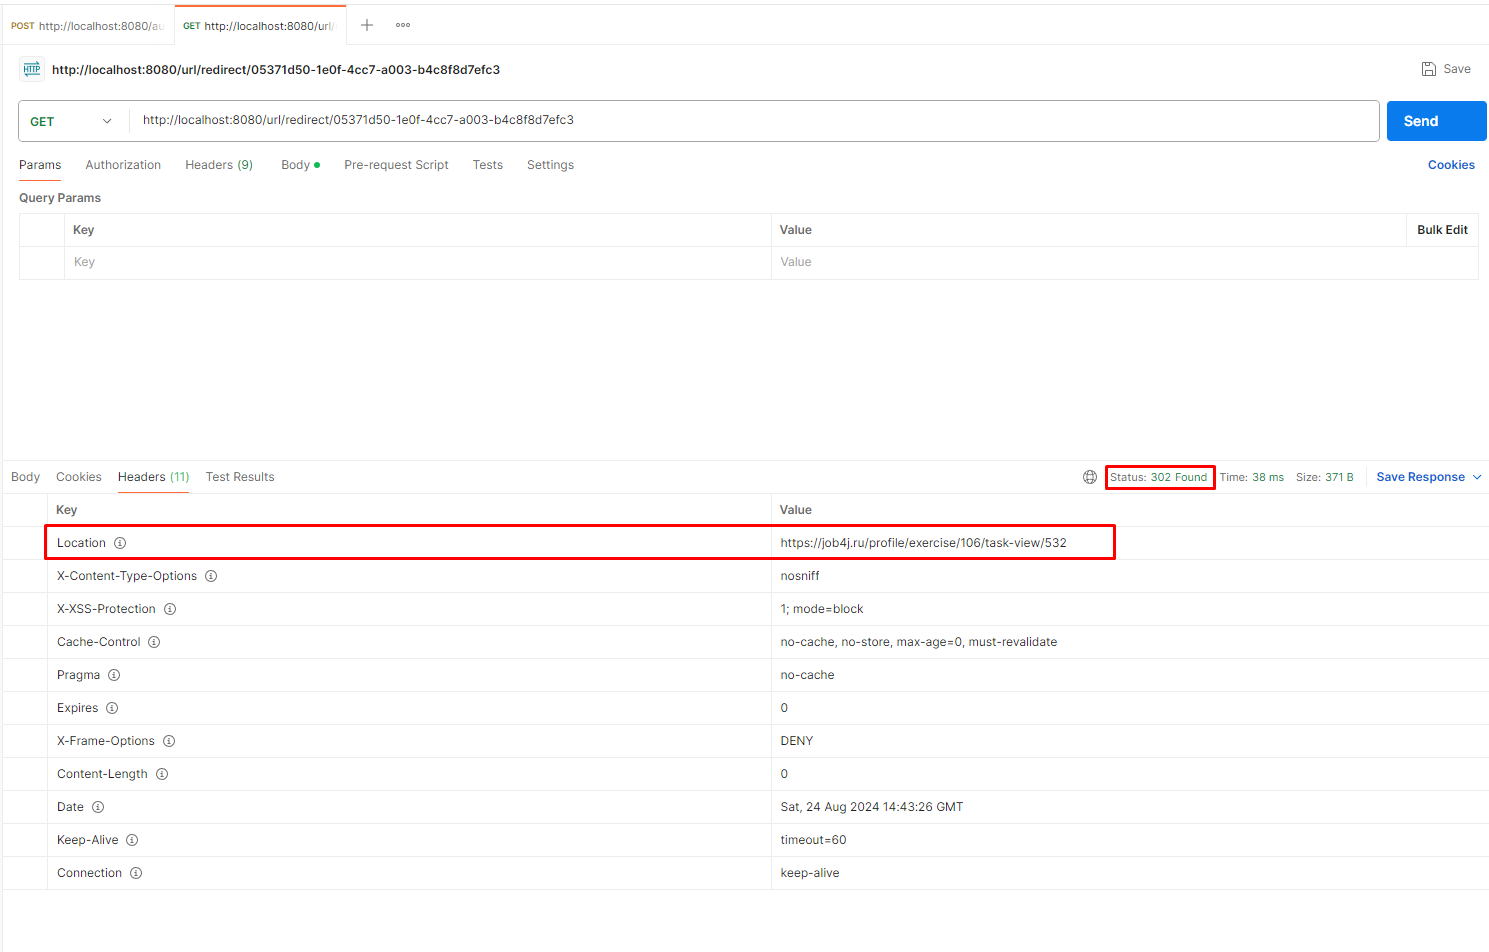 POST http://localhost:8080/au
GET http://localhost:8080/url/
HTTP http://localhost:8080/url/redirect/05371d50-1e0f-4cc7-a003-b4c8f8d7efc3
Save
GET http://localhost:8080/url/redirect/05371d50-1e0f-4cc7-a003-b4c8f8d7efc3
Send
Params Authorization Headers (9) Body Pre-request Script Tests Settings Cookies
Query Params
Key Value Bulk Edit
Key Value
Body Cookies Headers (11) Test Results Status: 302 Found Time: 38 ms Size: 371 B Save Response
Key Value
Location https://job4j.ru/profile/exercise/106/task-view/532
X-Content-Type-Options nosniff
X-XSS-Protection 1; mode=block
Cache-Control no-cache, no-store, max-age=0, must-revalidate
Pragma no-cache
Expires 0
X-Frame-Options DENY
Content-Length 0
Date Sat, 24 Aug 2024 14:43:26 GMT
Keep-Alive timeout=60
Connection keep-alive